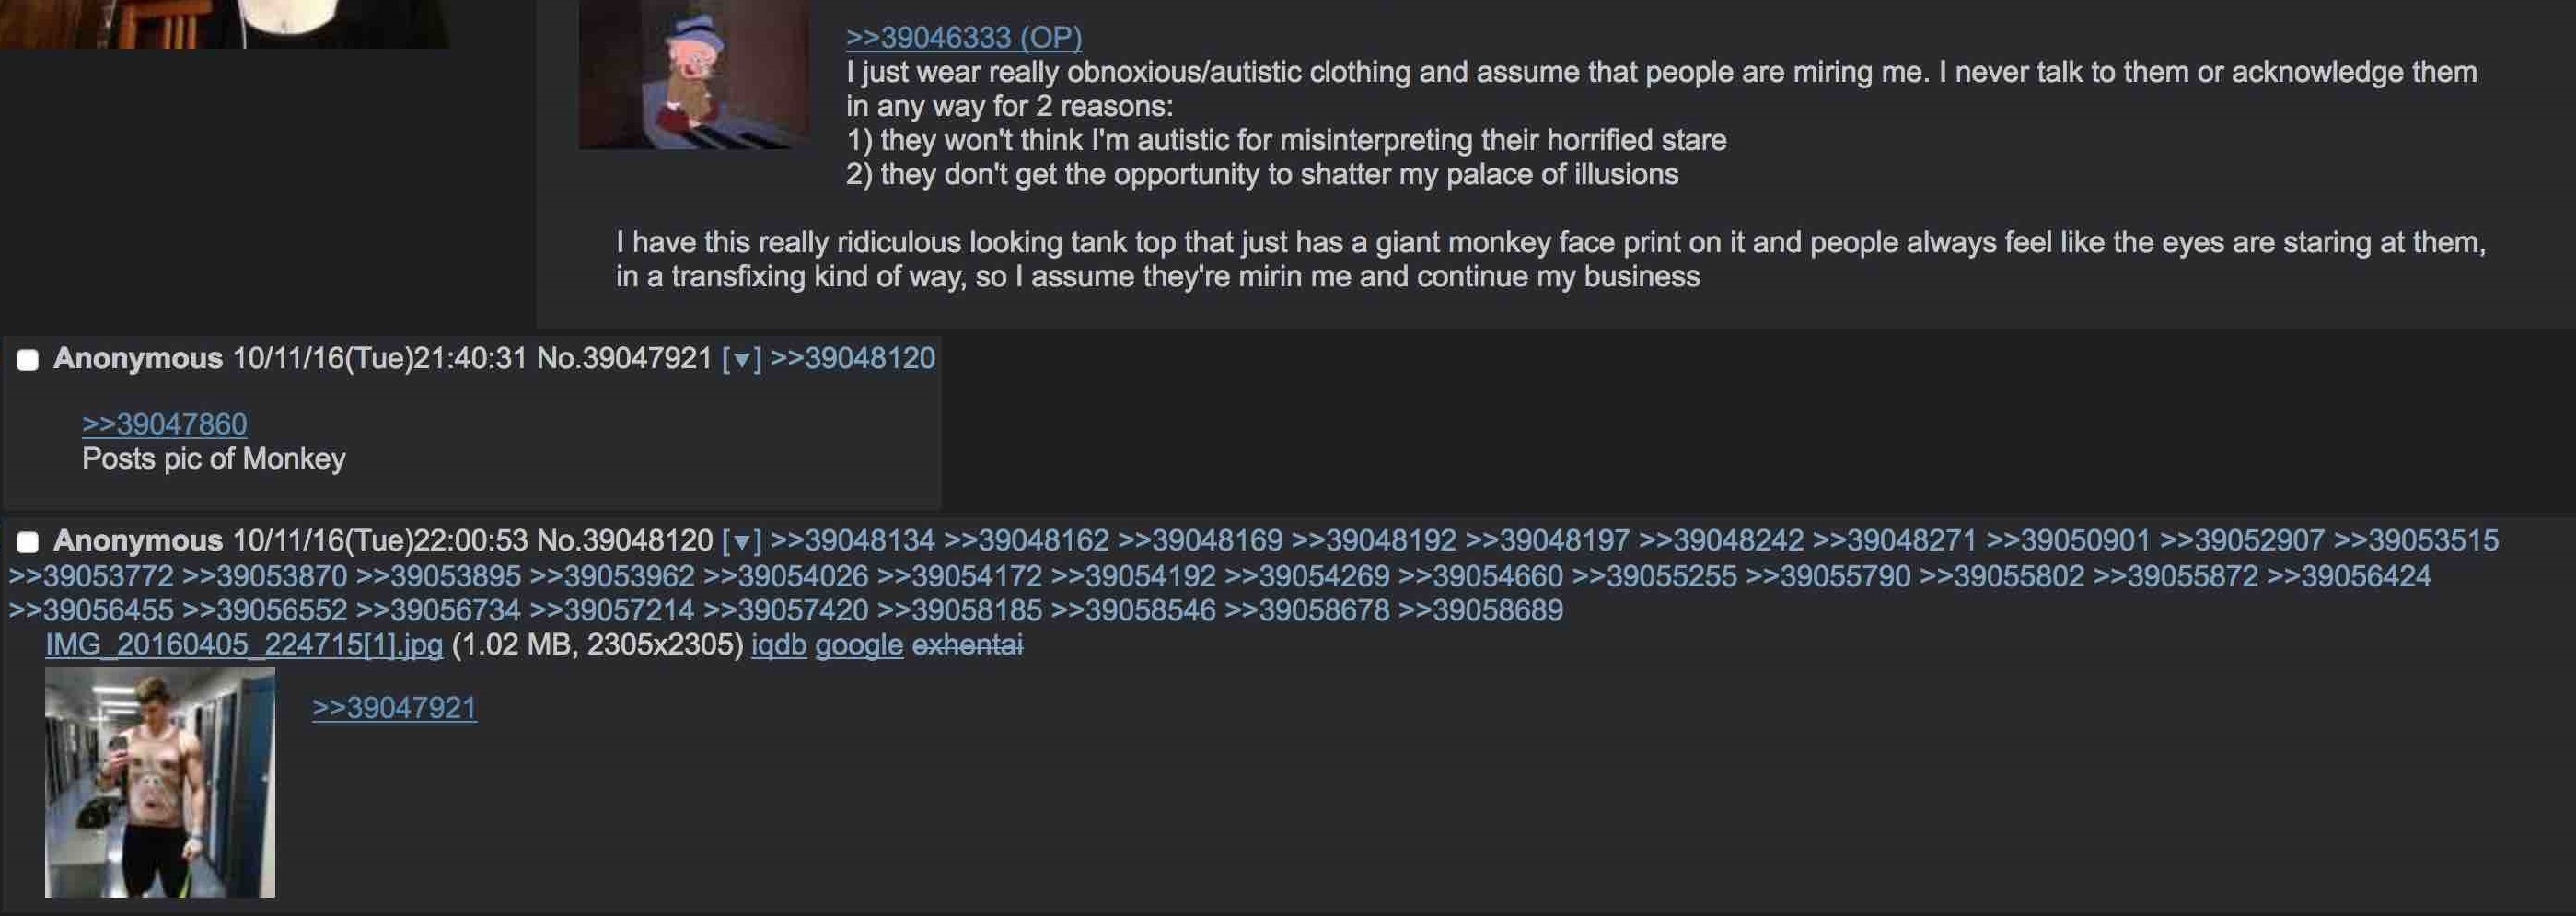 >>39046333 (OP)
I just wear really obnoxious/autistic clothing and assume that people are miring me. I never talk to them or acknowledge them
in any way for 2 reasons:
1) they won't think I'm autistic for misinterpreting their horrified stare
2) they don't get the opportunity to shatter my palace of illusions
I have this really ridiculous looking tank top that just has a giant monkey face print on it and people always feel like the eyes are staring at them,
in a transfixing kind of way, so I assume they're mirin me and continue my business
Anonymous 10/11/16(Tue)21:40:31 No.39047921 [▼] >>39048120
>>39047860
Posts pic of Monkey
Anonymous 10/11/16(Tue)22:00:53 No.39048120 [▼] >>39048134 >>39048162 >>39048169 >>39048192 >>39048197 >>39048242 >>39048271 >>39050901 >>39052907 >>39053515
>>39053772 >>39053870 >>39053895 >>39053962 >>39054026 >>39054172 >>39054192 >>39054269 >>39054660 >>39055255 >>39055790 >>39055802 >>39055872 >>39056424
>>39056455 >>39056552 >>39056734 >>39057214 >>39057420 >>39058185 >>39058546 >>39058678 >>39058689
IMG_20160405_224715[1].jpg (1.02 MB, 2305x2305) iqdb google exhentai
>>39047921